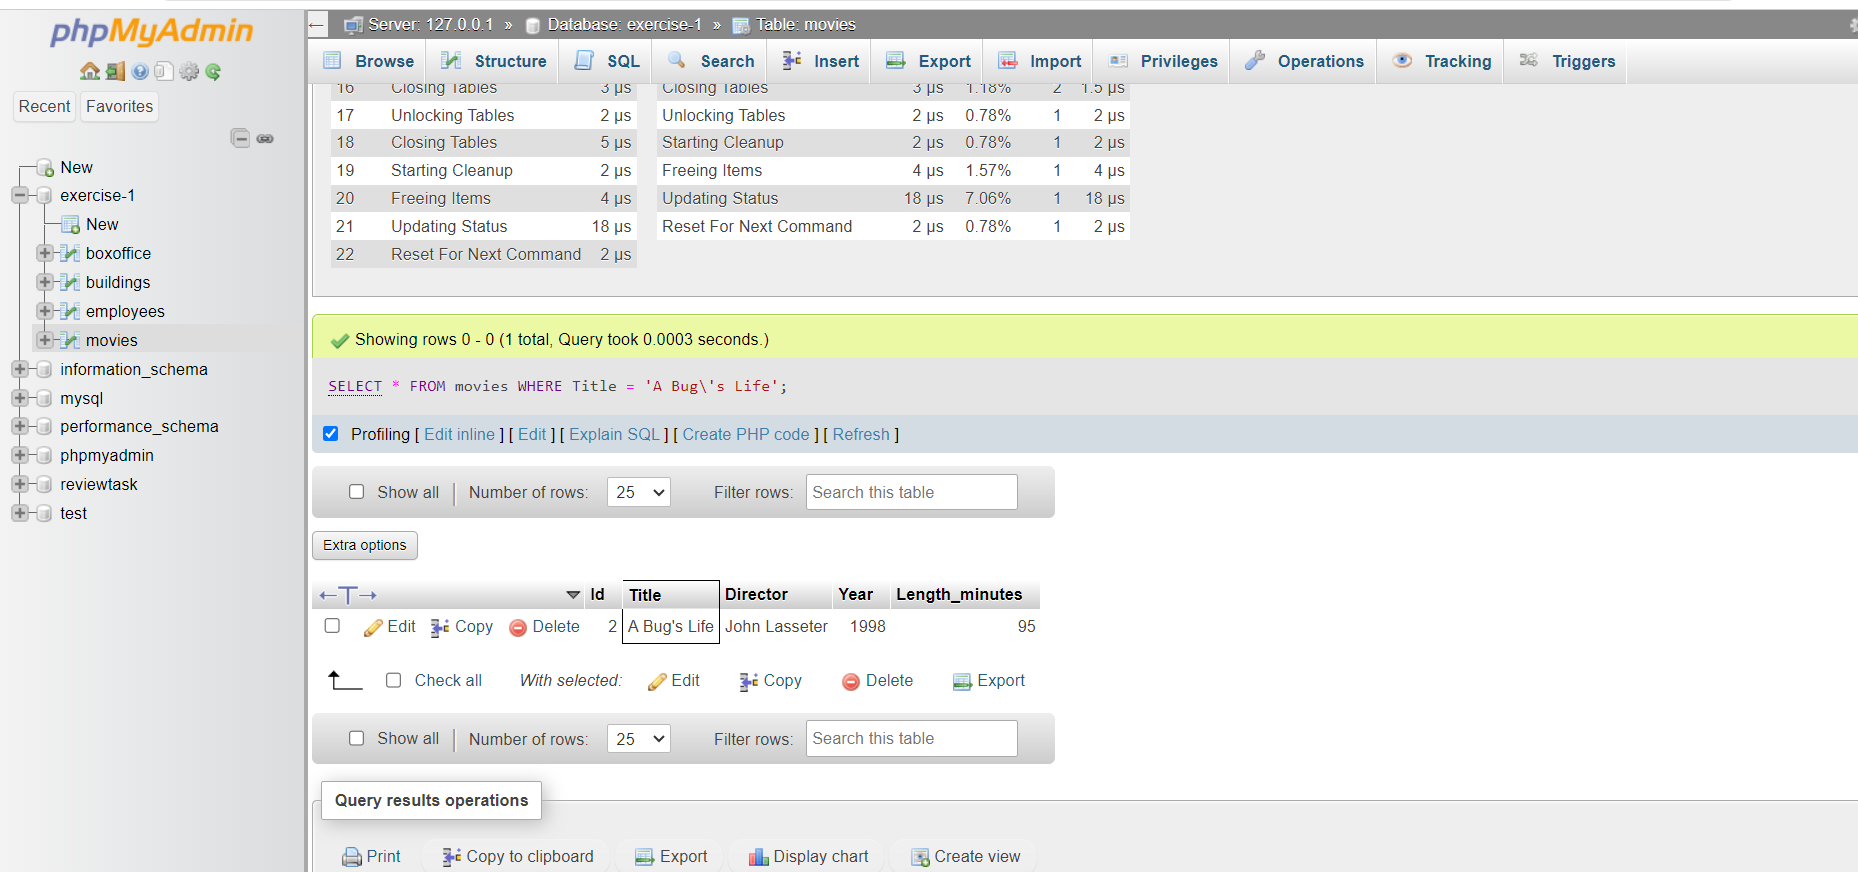 phpMyAdmin
Recent Favorites
New
exercise-1
New
boxoffice
buildings
employees
movies
information_schema
mysql
performance_schema
phpmyadmin
reviewtask
test
Server: 127.0.0.1 » Database: exercise-1 » Table: movies
Browse Structure SQL Search Insert Export Import Privileges Operations Tracking Triggers
16 Closing Tables 3 µs Closing Tables 3 µs 1.18% 2 1.5 µs
17 Unlocking Tables 2 µs Unlocking Tables 2 µs 0.78% 1 2 µs
18 Closing Tables 5 µs Starting Cleanup 2 µs 0.78% 1 2 µs
19 Starting Cleanup 2 µs Freeing Items 4 µs 1.57% 1 4 µs
20 Freeing Items 4 µs Updating Status 18 µs 7.06% 1 18 µs
21 Updating Status 18 µs Reset For Next Command 2 µs 0.78% 1 2 µs
22 Reset For Next Command 2 µs
Showing rows 0 - 0 (1 total, Query took 0.0003 seconds.)
SELECT * FROM movies WHERE Title = 'A Bug\'s Life';
Profiling [ Edit inline ] [ Edit ] [ Explain SQL ] [ Create PHP code ] [ Refresh ]
Show all Number of rows: 25 Filter rows: Search this table
Extra options
Id Title Director Year Length_minutes
Edit Copy Delete 2 A Bug's Life John Lasseter 1998 95
Check all With selected: Edit Copy Delete Export
Show all Number of rows: 25 Filter rows: Search this table
Query results operations
Print Copy to clipboard Export Display chart Create view